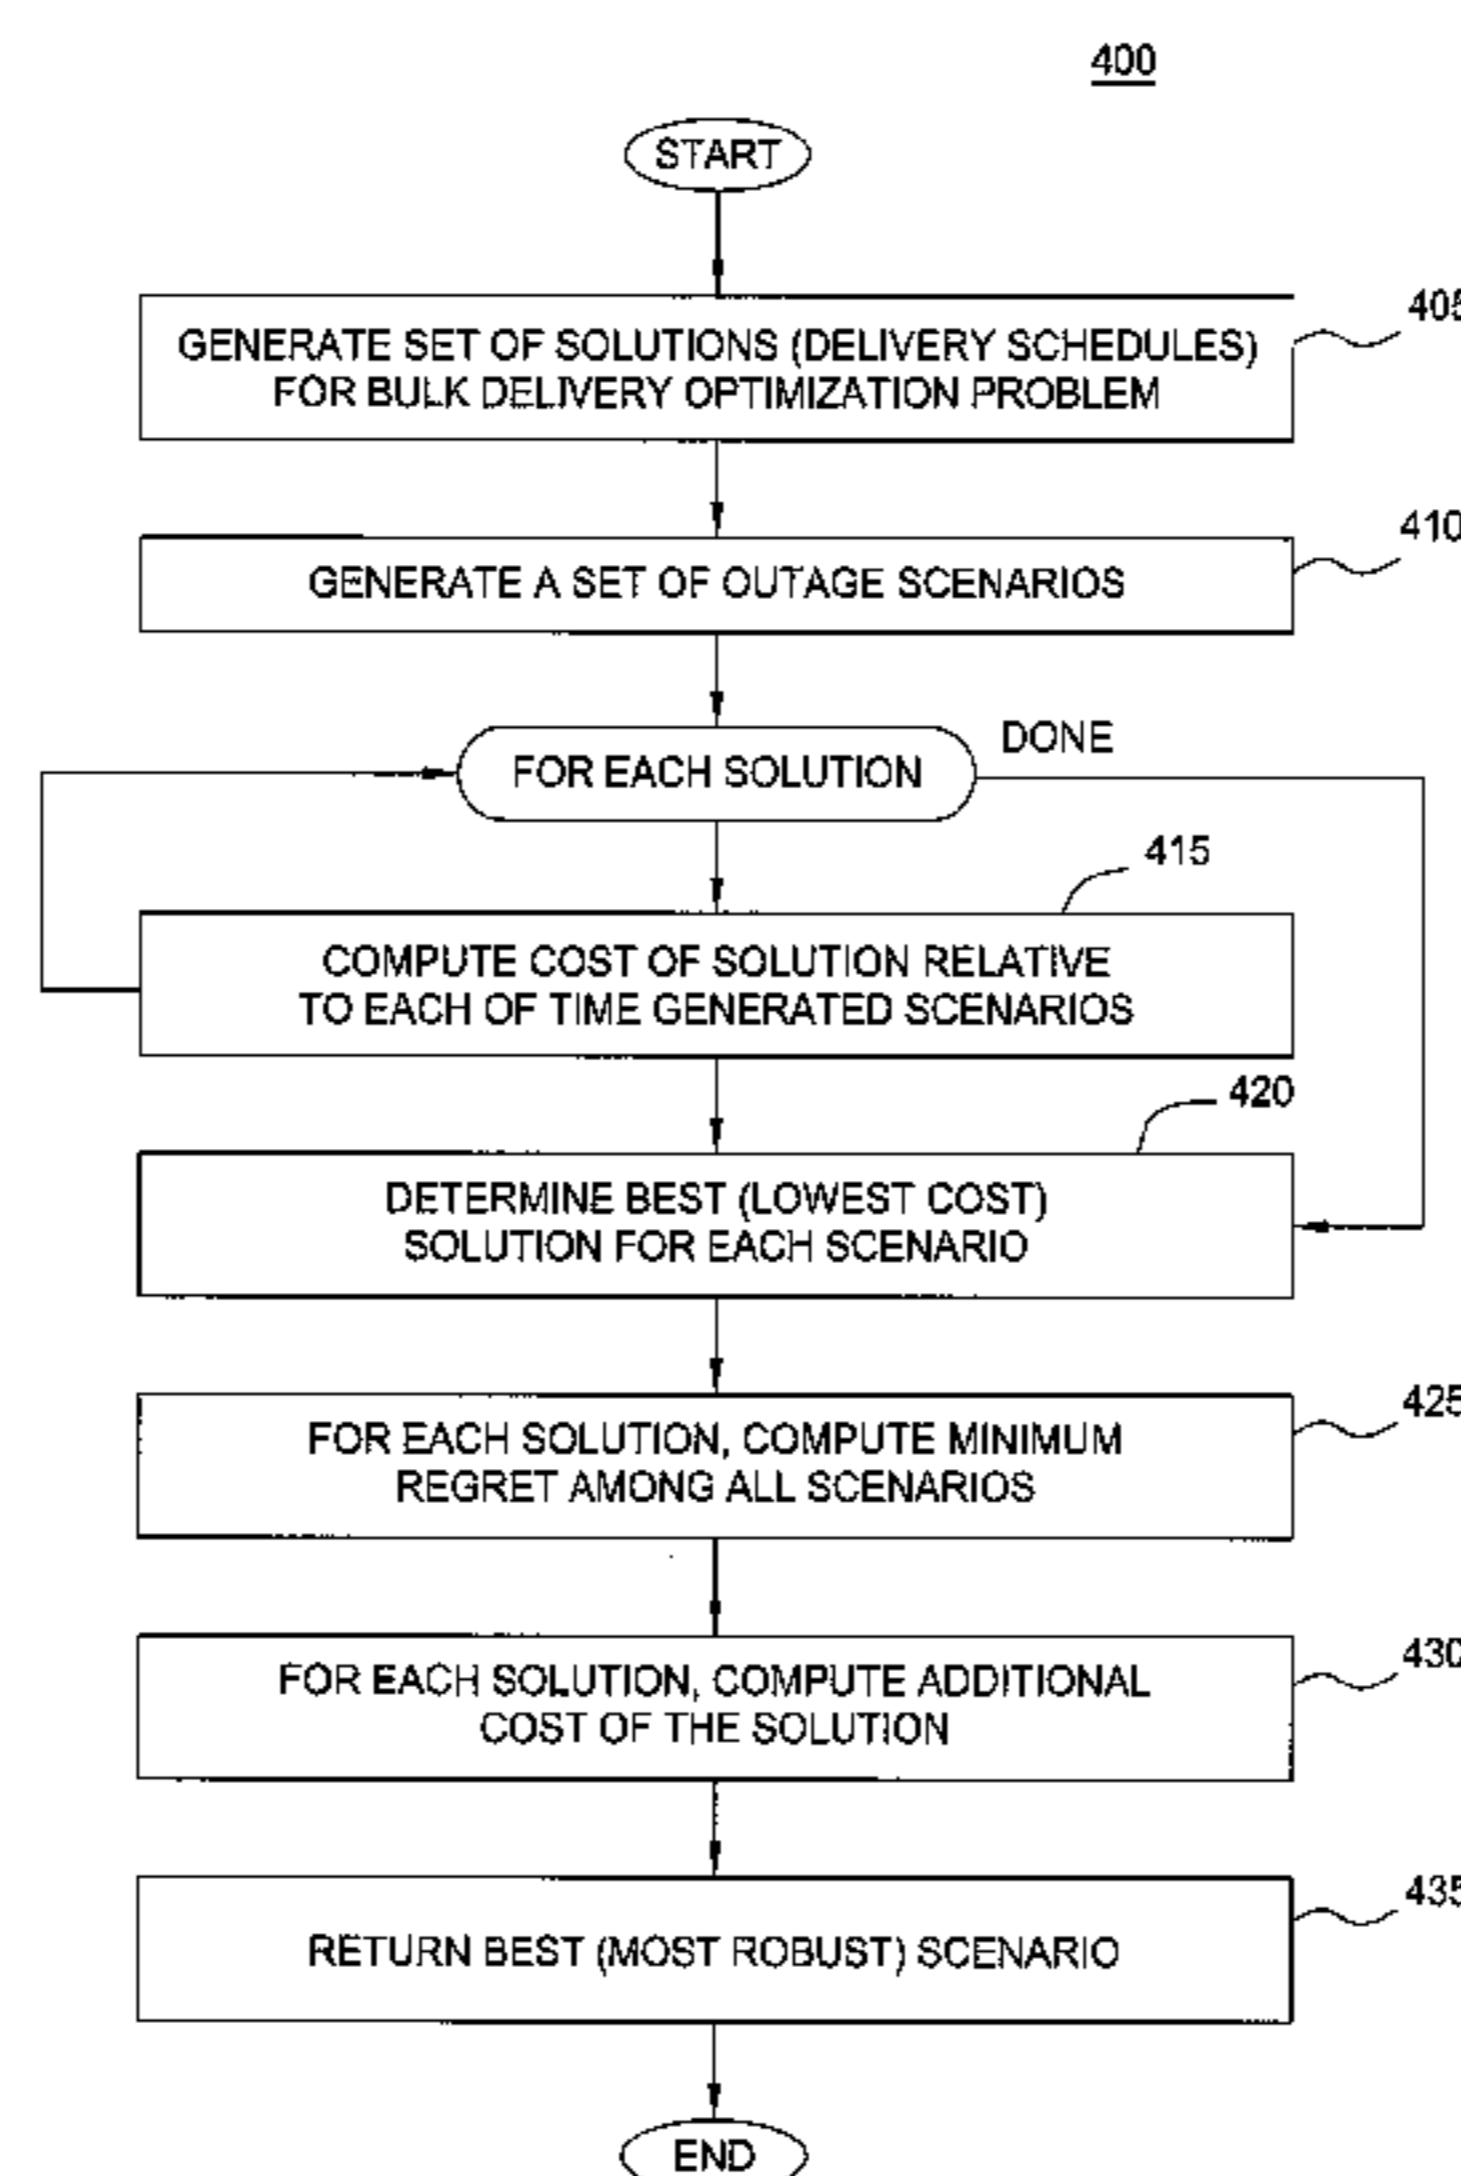 400
START
GENERATE SET OF SOLUTIONS (DELIVERY SCHEDULES)
FOR BULK DELIVERY OPTIMIZATION PROBLEM
405
GENERATE A SET OF OUTAGE SCENARIOS
410
FOR EACH SOLUTION
DONE
415
COMPUTE COST OF SOLUTION RELATIVE
TO EACH OF TIME GENERATED SCENARIOS
420
DETERMINE BEST (LOWEST COST)
SOLUTION FOR EACH SCENARIO
FOR EACH SOLUTION, COMPUTE MINIMUM
REGRET AMONG ALL SCENARIOS
425
FOR EACH SOLUTION, COMPUTE ADDITIONAL
COST OF THE SOLUTION
430
RETURN BEST (MOST ROBUST) SCENARIO
435
END